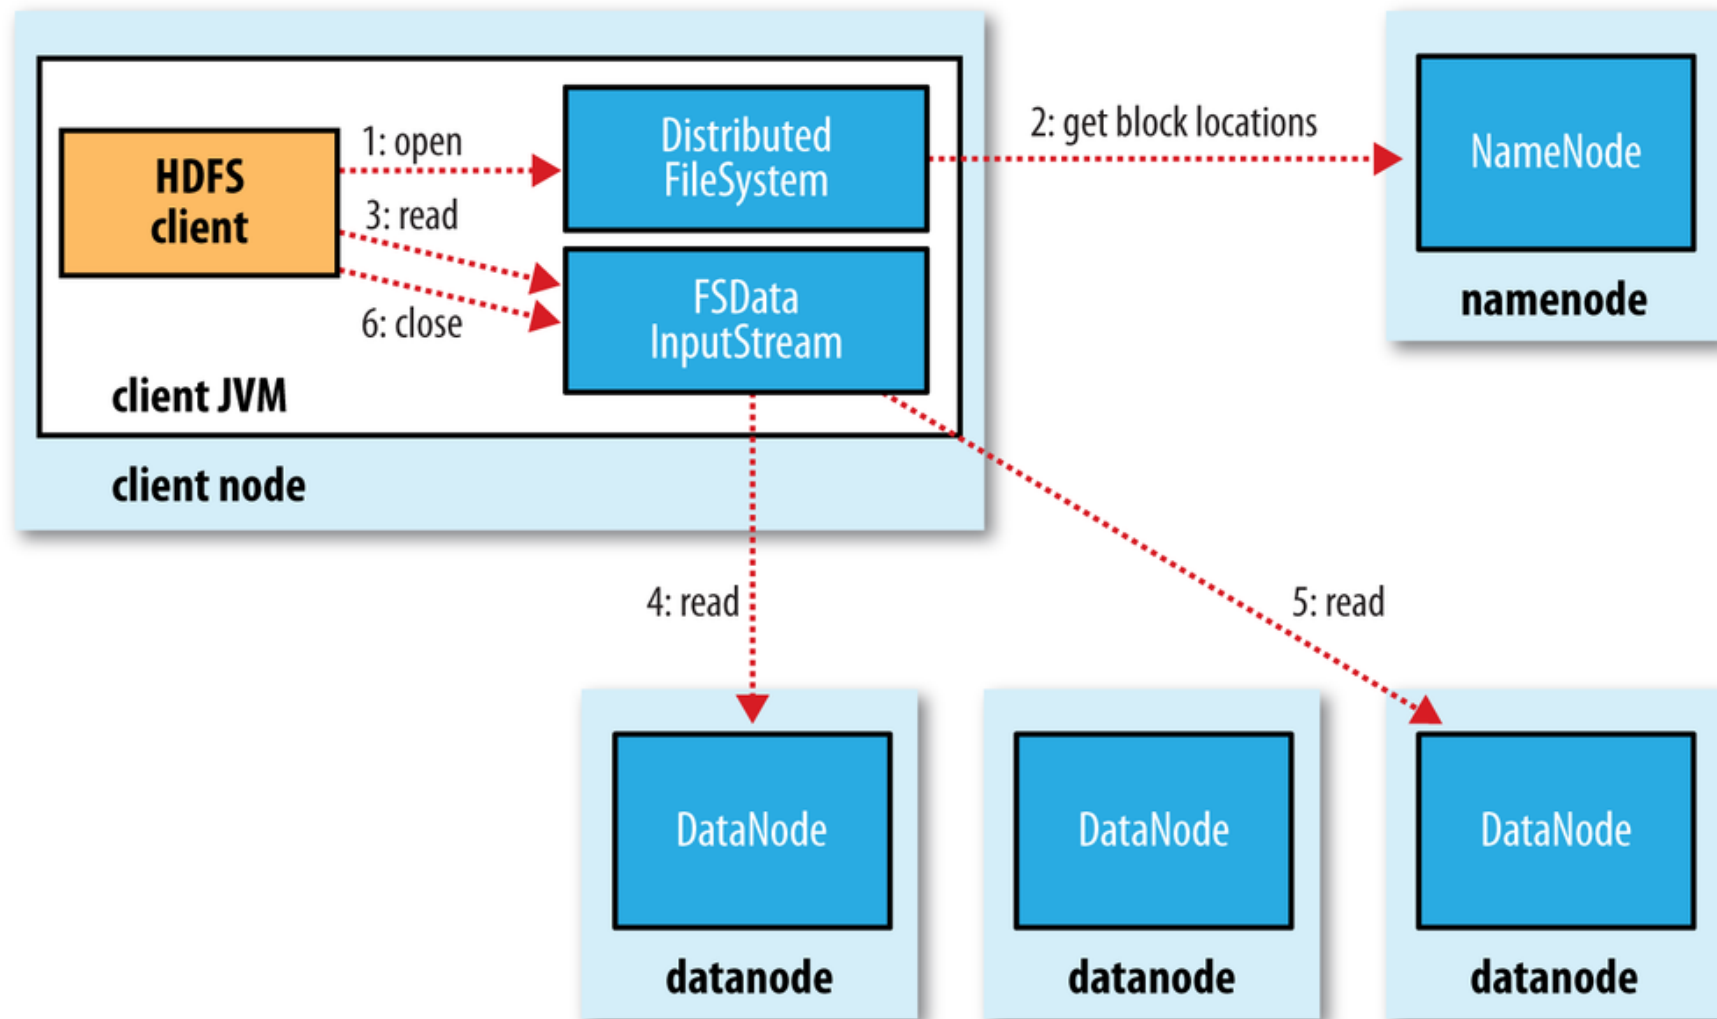 HDFS
client
1: open
3: read
6: close
Distributed
FileSystem
FSData
InputStream
client JVM
client node
2: get block locations
NameNode
namenode
4: read
5: read
DataNode
datanode
DataNode
datanode
DataNode
datanode